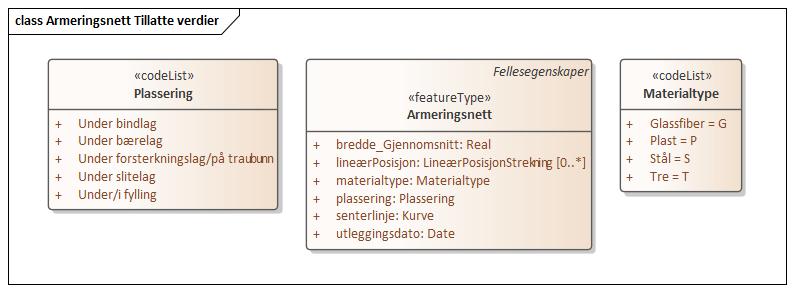 class Armeringsnett Tillatte verdier
«codeList»
Plassering
+ Under bindlag
+ Under bærelag
+ Under forsterkningslag/på traubunn
+ Under slitelag
+ Under/i fylling
Fellesegenskaper
«featureType»
Armeringsnett
+ bredde_Gjennomsnitt: Real
+ lineærPosisjon: LineærPosisjonStrekning [0..*]
+ materialtype: Materialtype
+ plassering: Plassering
+ senterlinje: Kurve
+ utleggingsdato: Date
«codeList»
Materialtype
+ Glassfiber = G
+ Plast = P
+ Stål = S
+ Tre = T